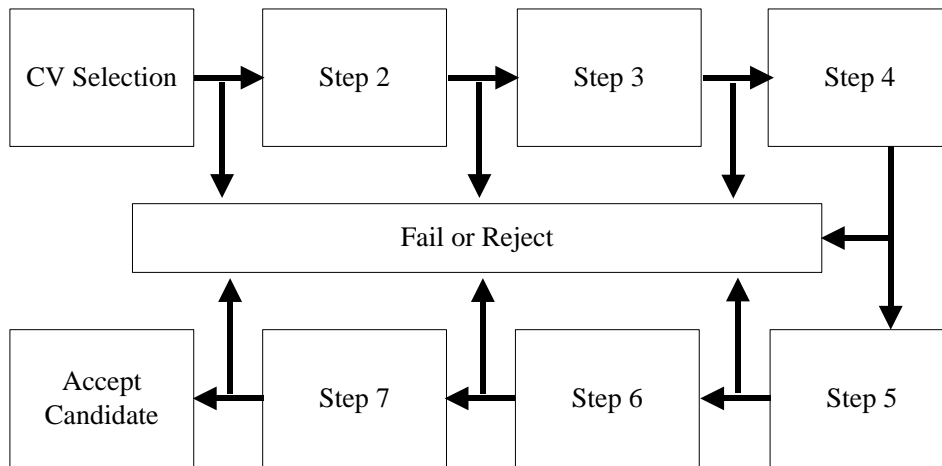 CV Selection
Step 2
Step 3
Step 4
Fail or Reject
Accept
Candidate
Step 7
Step 6
Step 5